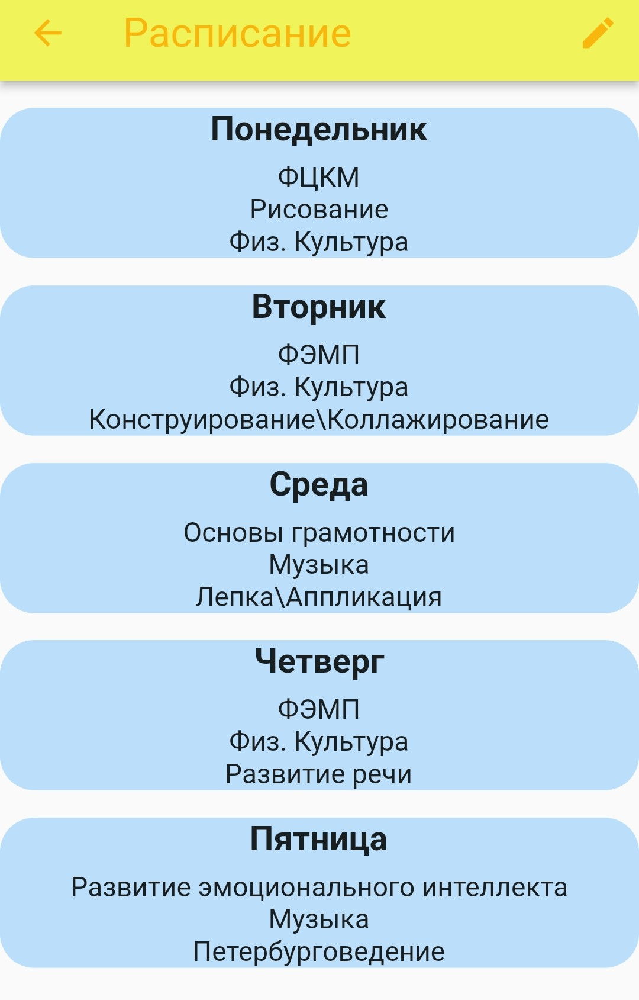 Расписание
Понедельник
ФЦКМ
Рисование
Физ. Культура
Вторник
ФЭМП
Физ. Культура
Конструирование\Коллажирование
Среда
Основы грамотности
Музыка
Лепка\Аппликация
Четверг
ФЭМП
Физ. Культура
Развитие речи
Пятница
Развитие эмоционального интеллекта
Музыка
Петербурговедение